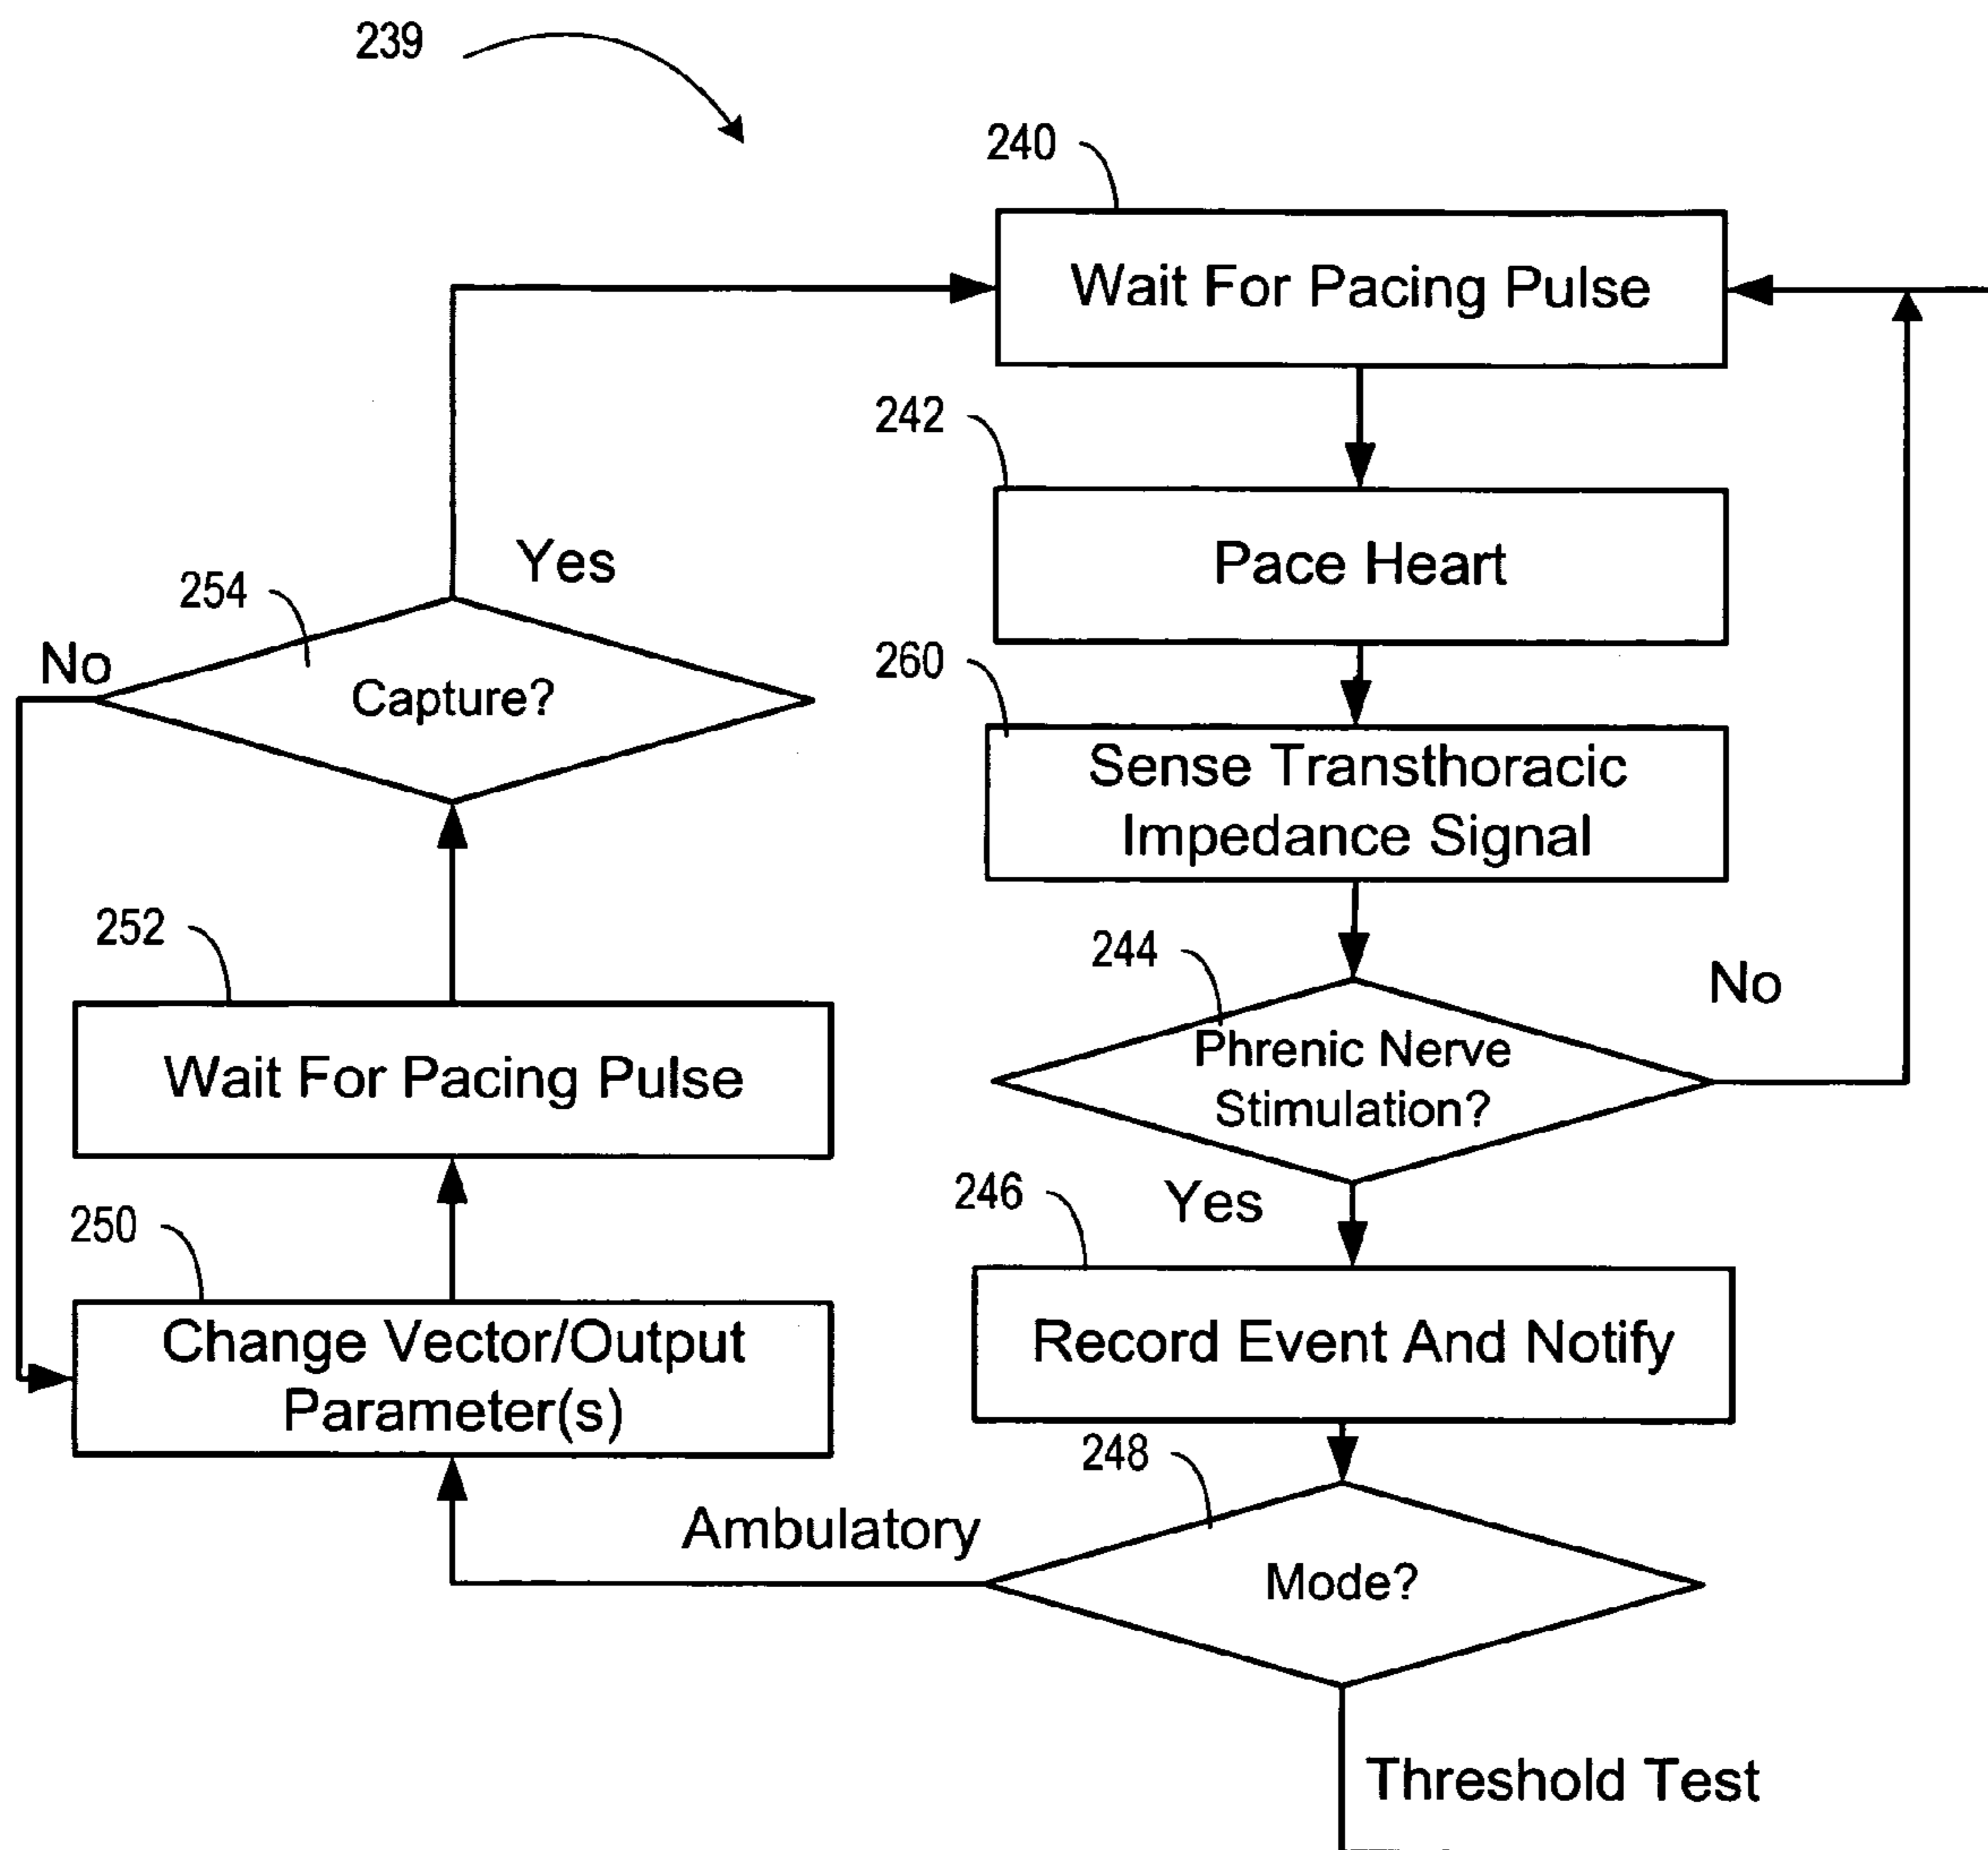 239
240
Wait For Pacing Pulse
242
Pace Heart
Yes
254
No
Capture?
260
Sense Transthoracic
Impedance Signal
252
244
No
Phrenic Nerve
Stimulation?
Wait For Pacing Pulse
Yes
246
250
Change Vector/Output
Parameter(s)
Record Event And Notify
248
Ambulatory
Mode?
Threshold Test